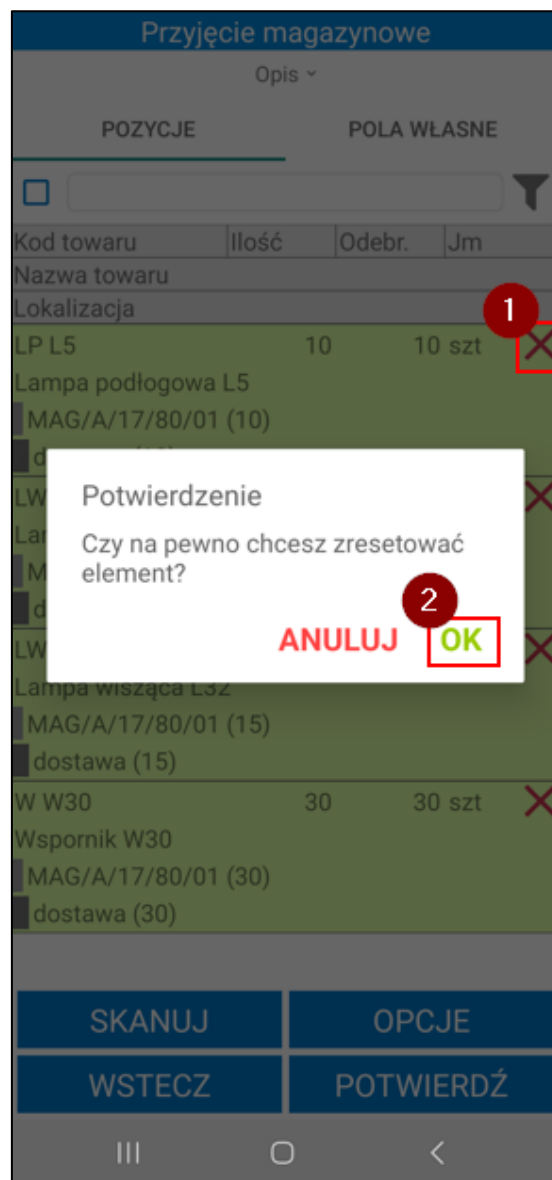 Przyjęcie magazynowe
Opis
POZYCJE POLA WŁASNE
Kod towaru Ilość Odebr. Jm
Nazwa towaru
Lokalizacja
1
LP L5 10 10 szt
Lampa podłogowa L5
MAG/A/17/80/01 (10)
Potwierdzenie
Czy na pewno chcesz zresetować
element?
2
ANULUJ OK
LW
LW
Lampa wisząca L32
MAG/A/17/80/01 (15)
dostawa (15)
W W30 30 30 szt
Wspornik W30
MAG/A/17/80/01 (30)
dostawa (30)
SKANUJ OPCJE
WSTECZ POTWIERDŹ